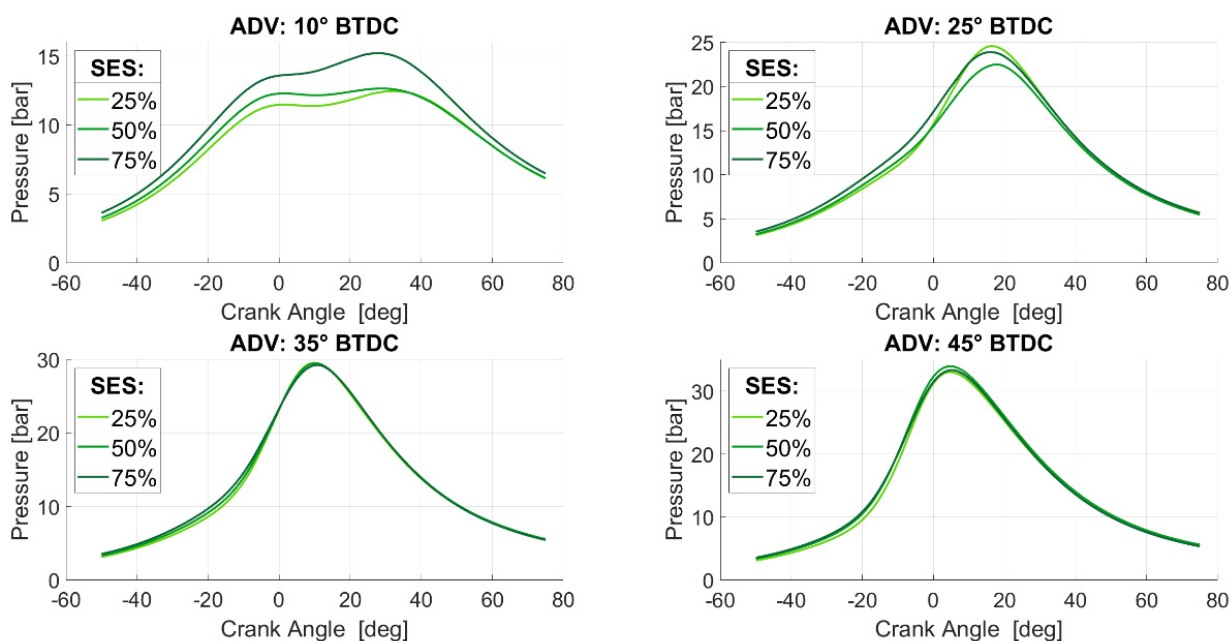 ADV: 10° BTDC
SES:
25%
50%
75%
Pressure [bar]
15
10
5
0
-60 -40 -20 0 20 40 60 80
Crank Angle [deg]
ADV: 25° BTDC
SES:
25%
50%
75%
Pressure [bar]
25
20
15
10
5
0
-60 -40 -20 0 20 40 60 80
Crank Angle [deg]
ADV: 35° BTDC
SES:
25%
50%
75%
Pressure [bar]
30
20
10
0
-60 -40 -20 0 20 40 60 80
Crank Angle [deg]
ADV: 45° BTDC
SES:
25%
50%
75%
Pressure [bar]
30
20
10
0
-60 -40 -20 0 20 40 60 80
Crank Angle [deg]